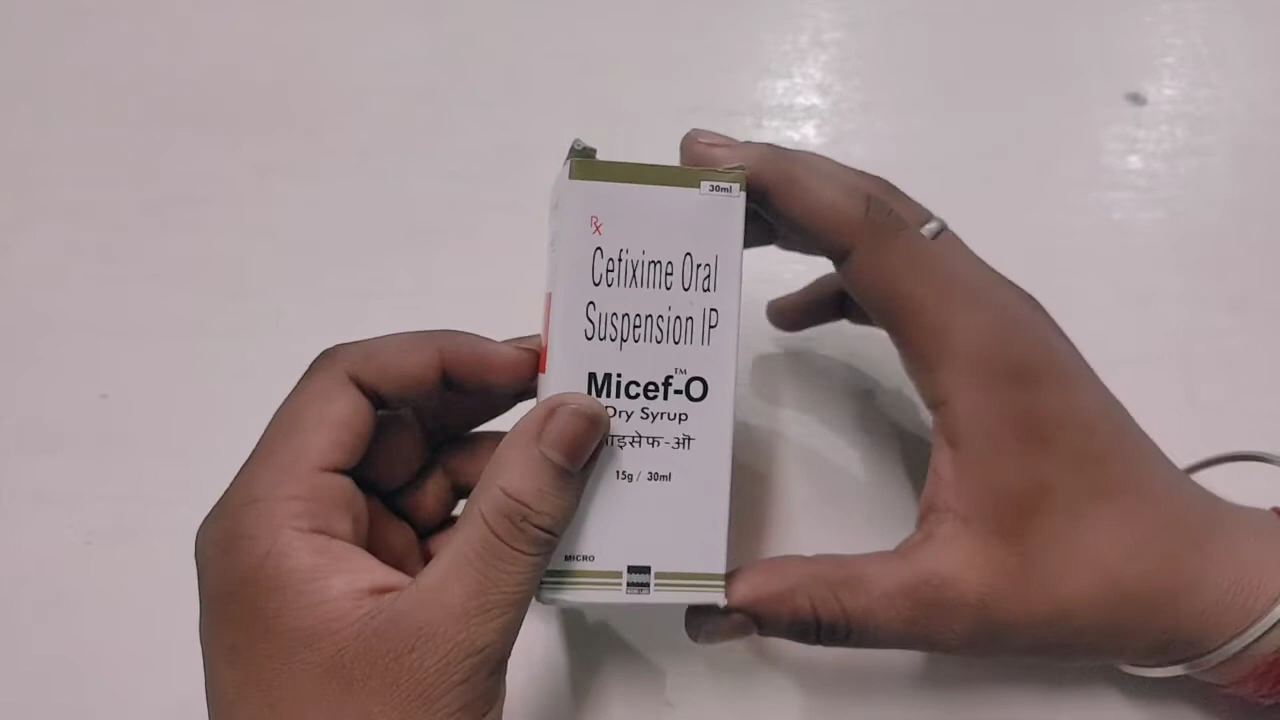 30ml
Rx
Cefixime Oral
Suspension IP
Micef-O™
Dry Syrup
15g / 30ml
MICRO